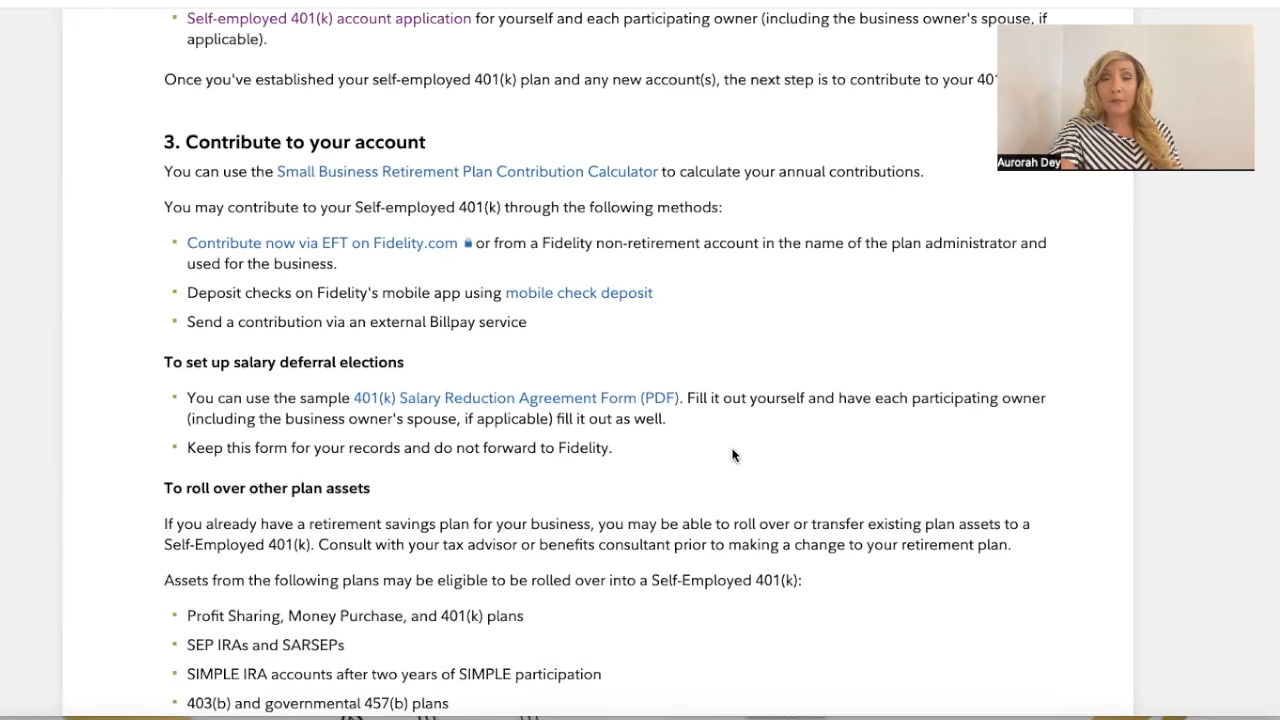 Self-employed 401(k) account application for yourself and each participating owner (including the business owner's spouse, if
applicable).
Once you've established your self-employed 401(k) plan and any new account(s), the next step is to contribute to your
3. Contribute to your account
You can use the Small Business Retirement Plan Contribution Calculator to calculate your annual contributions.
You may contribute to your Self-employed 401(k) through the following methods:
Contribute now via EFT on Fidelity.com or from a Fidelity non-retirement account in the name of the plan administrator and
used for the business.
Deposit checks on Fidelity's mobile app using mobile check deposit
Send a contribution via an external Billpay service
To set up salary deferral elections
You can use the sample 401(k) Salary Reduction Agreement Form (PDF). Fill it out yourself and have each participating owner
(including the business owner's spouse, if applicable) fill it out as well.
Keep this form for your records and do not forward to Fidelity.
To roll over other plan assets
If you already have a retirement savings plan for your business, you may be able to roll over or transfer existing plan assets to a
Self-Employed 401(k). Consult with your tax advisor or benefits consultant prior to making a change to your retirement plan.
Assets from the following plans may be eligible to be rolled over into a Self-Employed 401(k):
Profit Sharing, Money Purchase, and 401(k) plans
SEP IRAs and SARSEPs
SIMPLE IRA accounts after two years of SIMPLE participation
403(b) and governmental 457(b) plans
Aurorah Dey